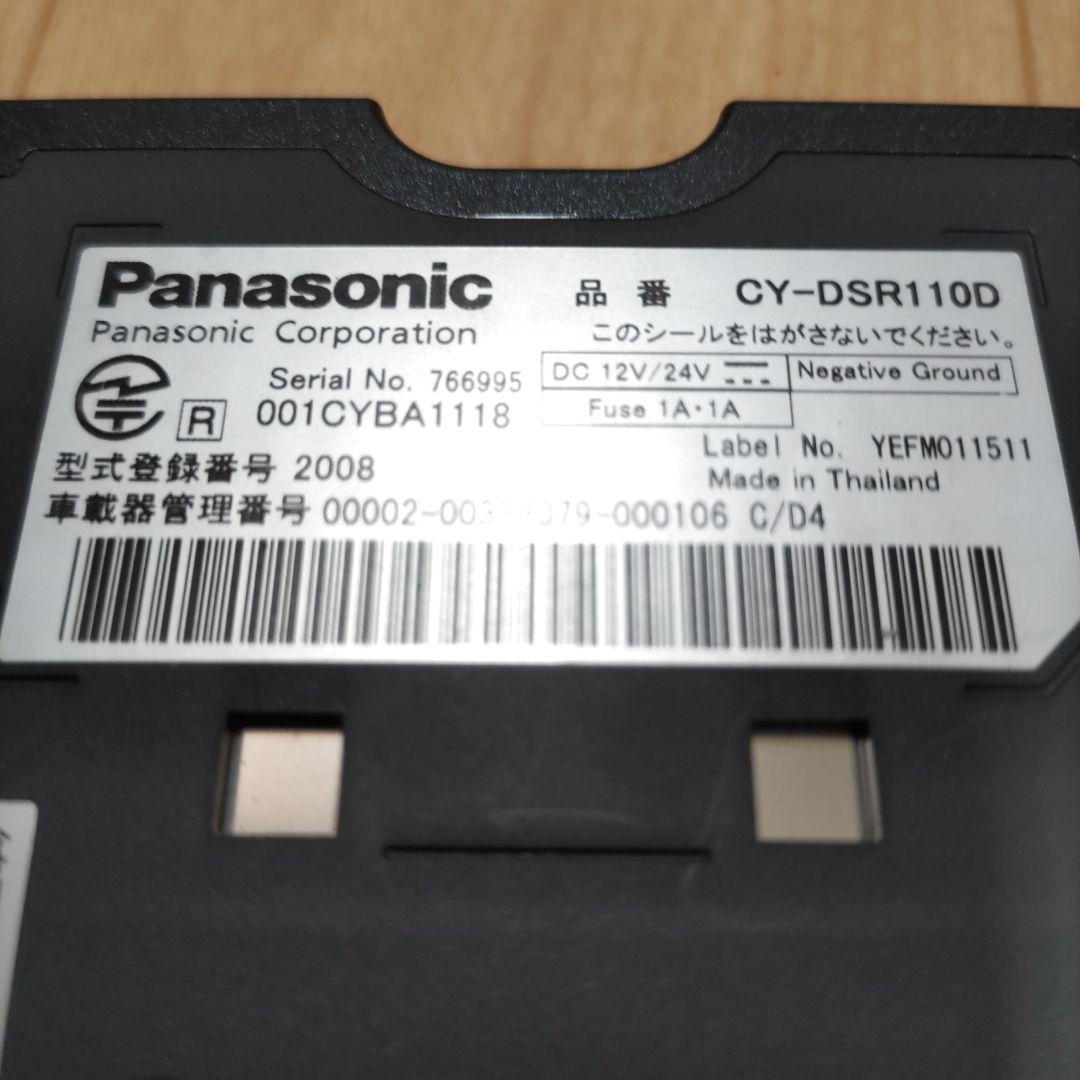 Panasonic 品番 CY-DSR110D
Panasonic Corporation このシールをはがさないでください。
Serial No. 766995 DC 12V/24V Negative Ground
R 001CYBA1118 Fuse 1A・1A
Label No. YEFM011511
型式登録番号 2008 Made in Thailand
車載器管理番号 C/D4